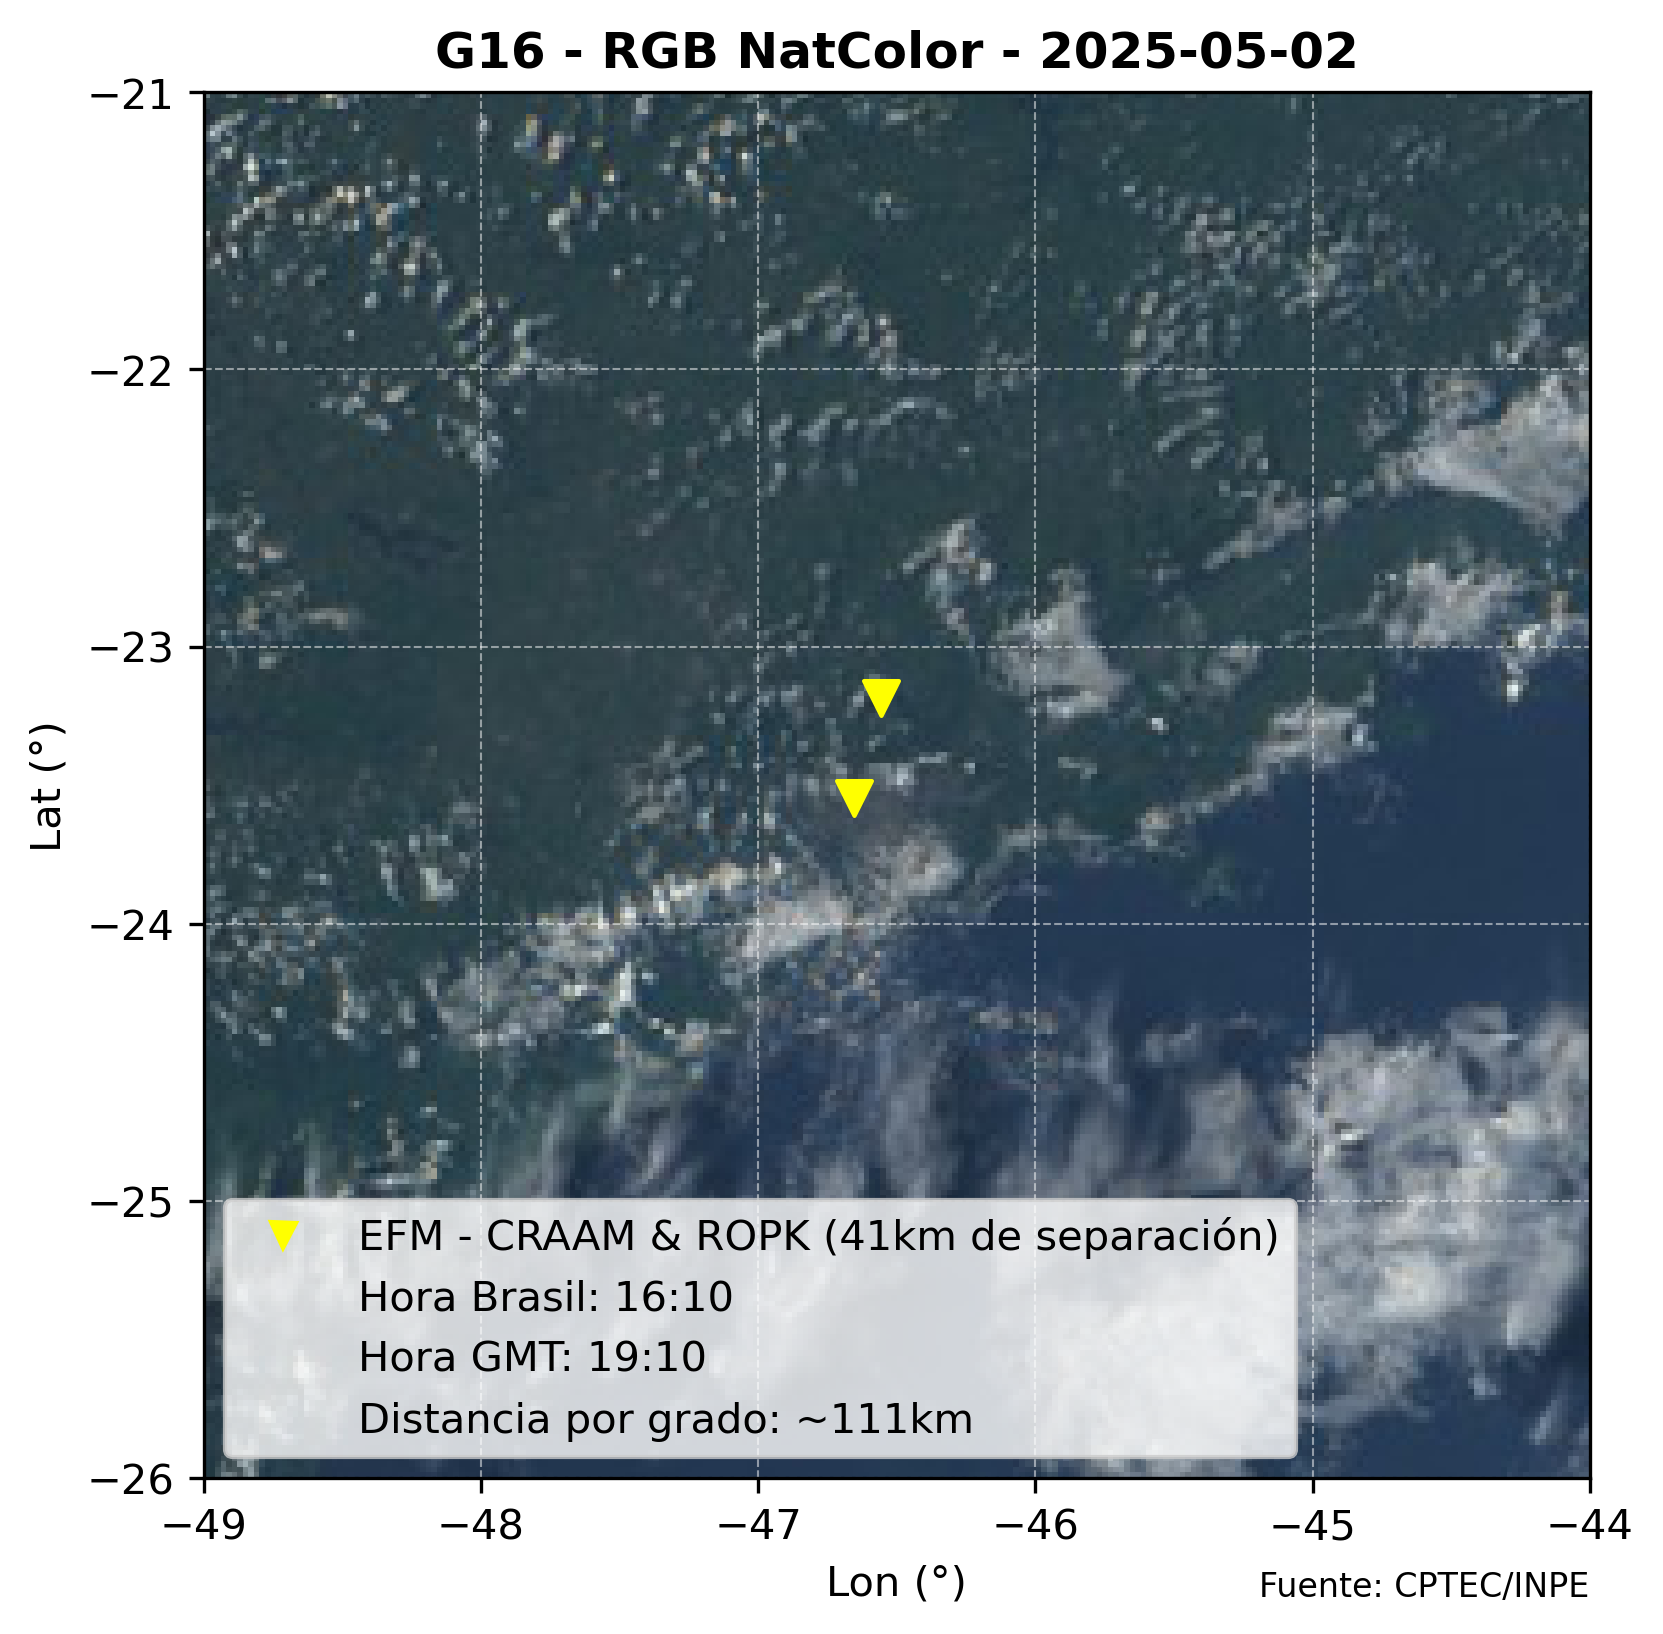 G16 - RGB NatColor - 2025-05-02
−21
−22
−23
−24
−25
−26
Lat (°)
EFM - CRAAM & ROPK (41km de separación)
Hora Brasil: 16:10
Hora GMT: 19:10
Distancia por grado: ~111km
−49 −48 −47 −46 −45 −44
Lon (°)
Fuente: CPTEC/INPE